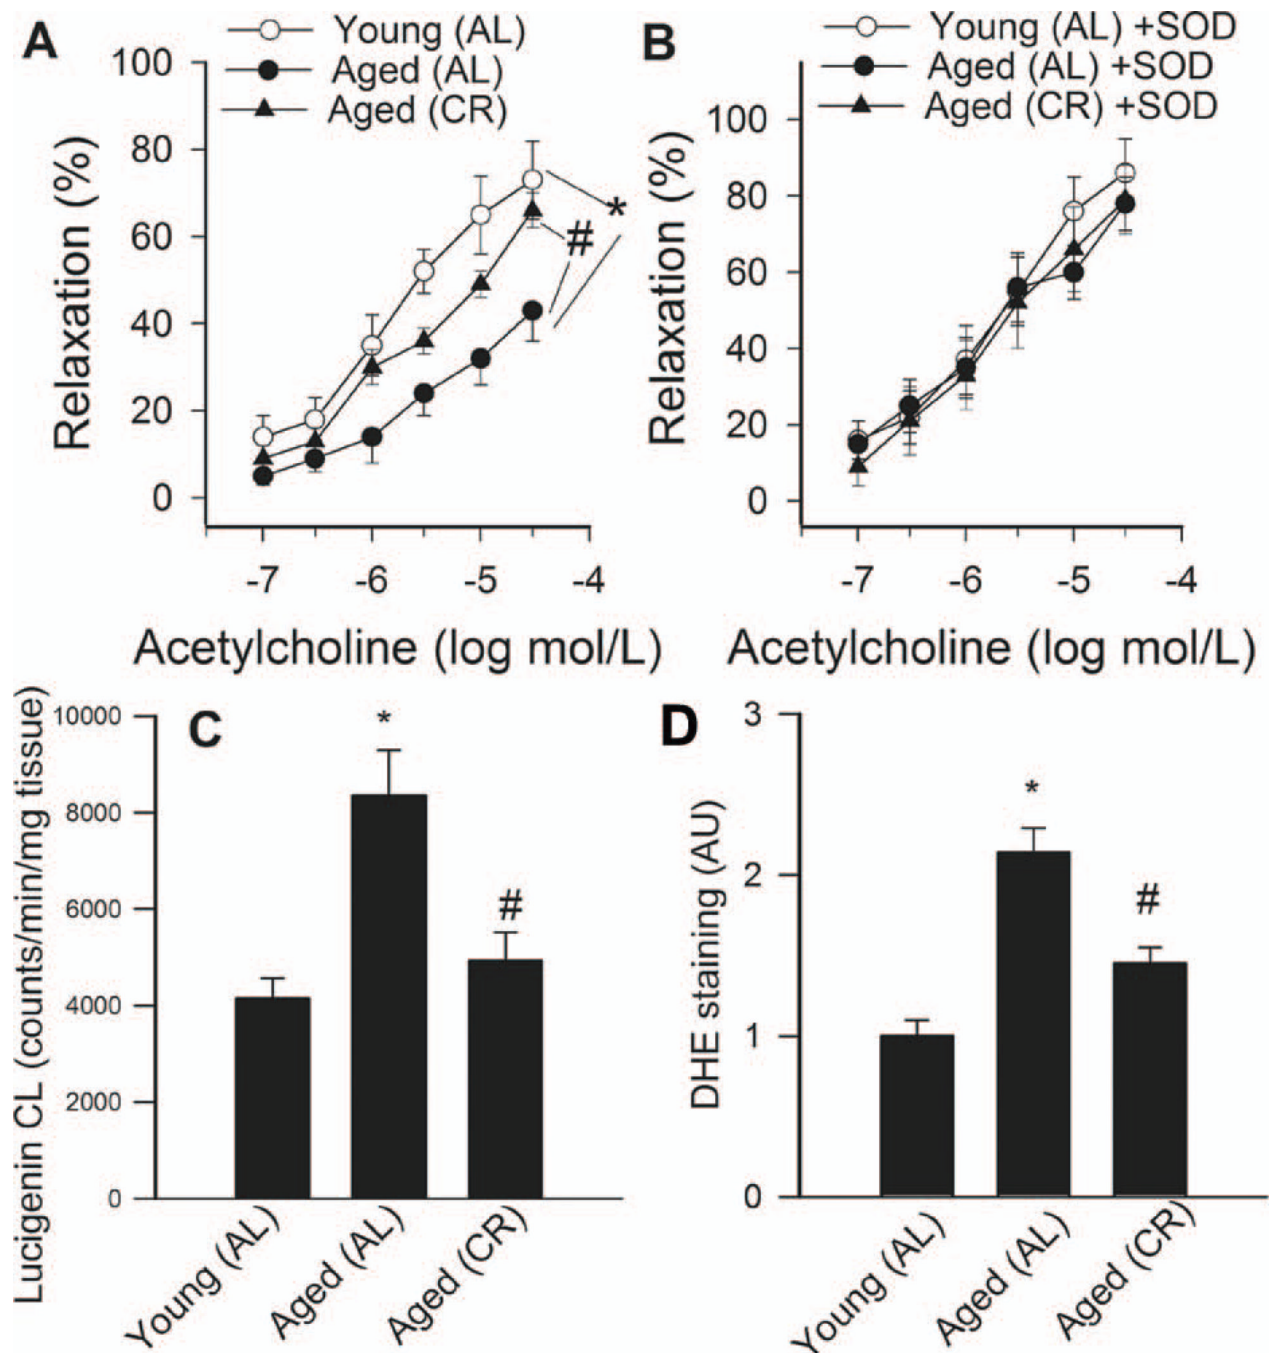 A
Young (AL)
Aged (AL)
Aged (CR)
100
80
60
40
20
0
Relaxation (%)
*
#
-7
-6
-5
-4
Acetylcholine (log mol/L)
B
Young (AL) +SOD
Aged (AL) +SOD
Aged (CR) +SOD
100
80
60
40
20
0
Relaxation (%)
-7
-6
-5
-4
Acetylcholine (log mol/L)
C
10000
8000
6000
4000
2000
0
Lucigenin CL (counts/min/mg tissue)
*
#
Young (AL)
Aged (AL)
Aged (CR)
D
3
2
1
0
DHE staining (AU)
*
#
Young (AL)
Aged (AL)
Aged (CR)